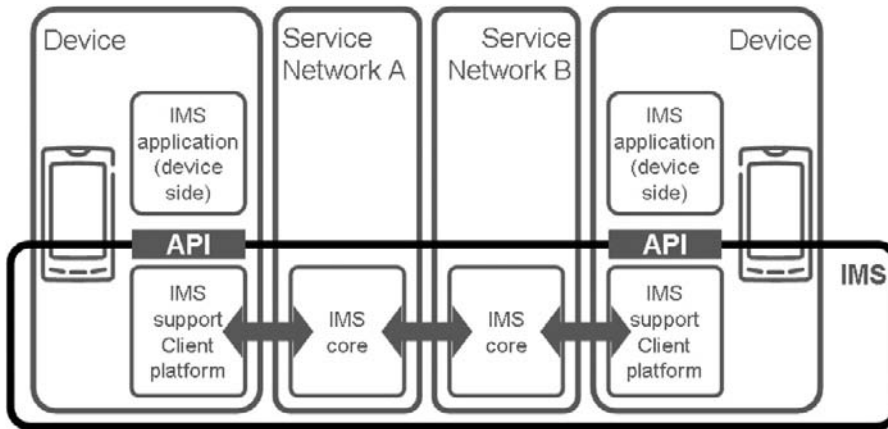 Device
Service
Network A
Service
Network B
Device
IMS
application
(device
side)
IMS
application
(device
side)
API
API
IMS
IMS
support
Client
platform
IMS
core
IMS
core
IMS
support
Client
platform